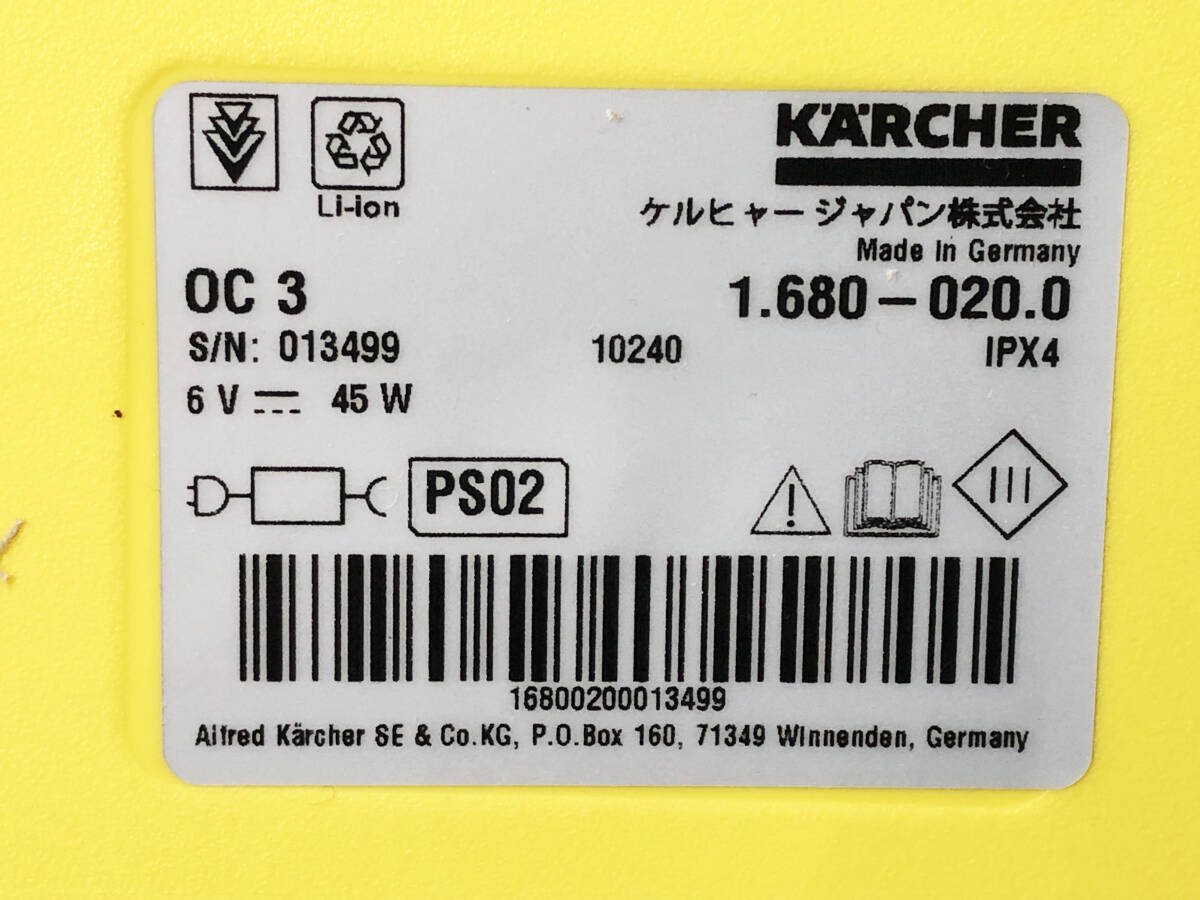 KÄRCHER
Li-ion
ケルヒャー ジャパン株式会社
Made in Germany
OC 3
1.680-020.0
S/N: 013499
10240
IPX4
6 V ⎓ 45 W
PS02
16800200013499
Alfred Kärcher SE & Co.KG, P.O.Box 160, 71349 Winnenden, Germany